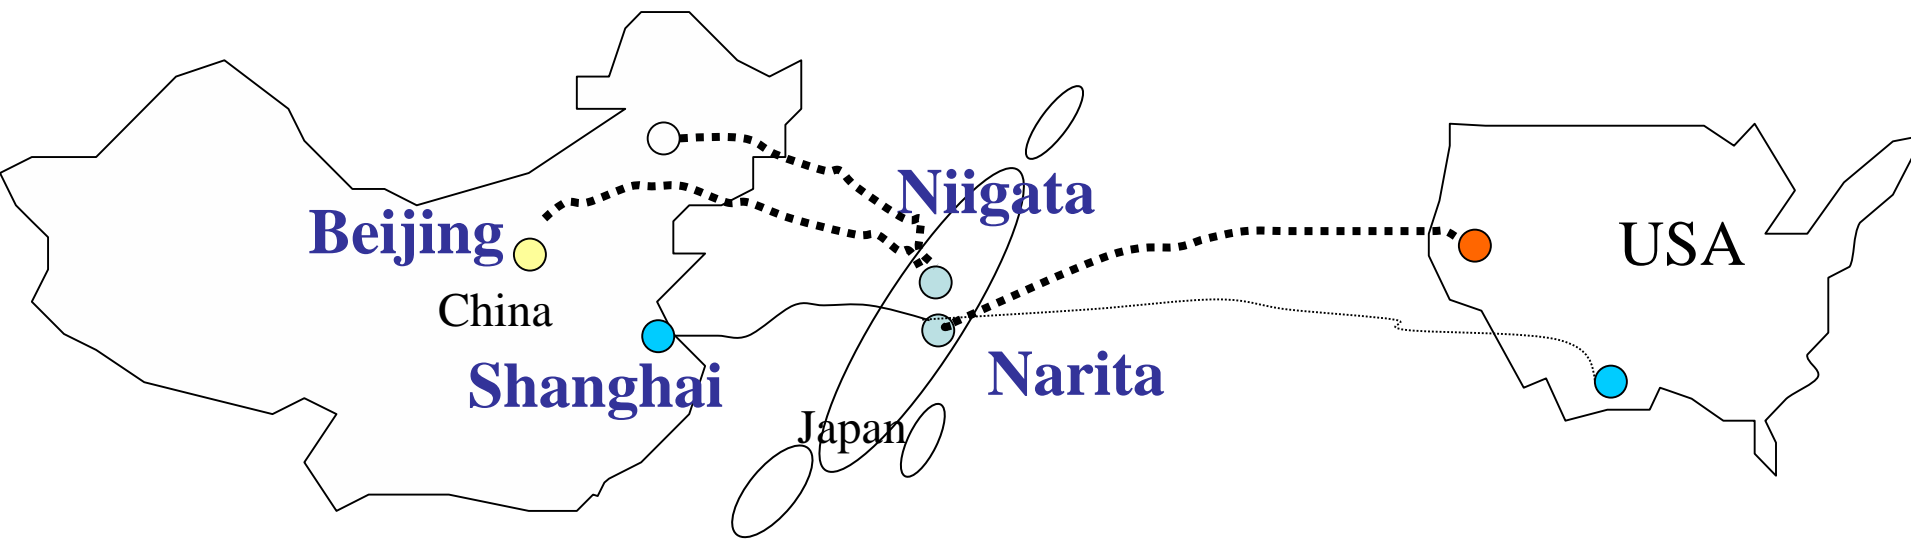 Niigata
Beijing
USA
China
Shanghai
Narita
Japan